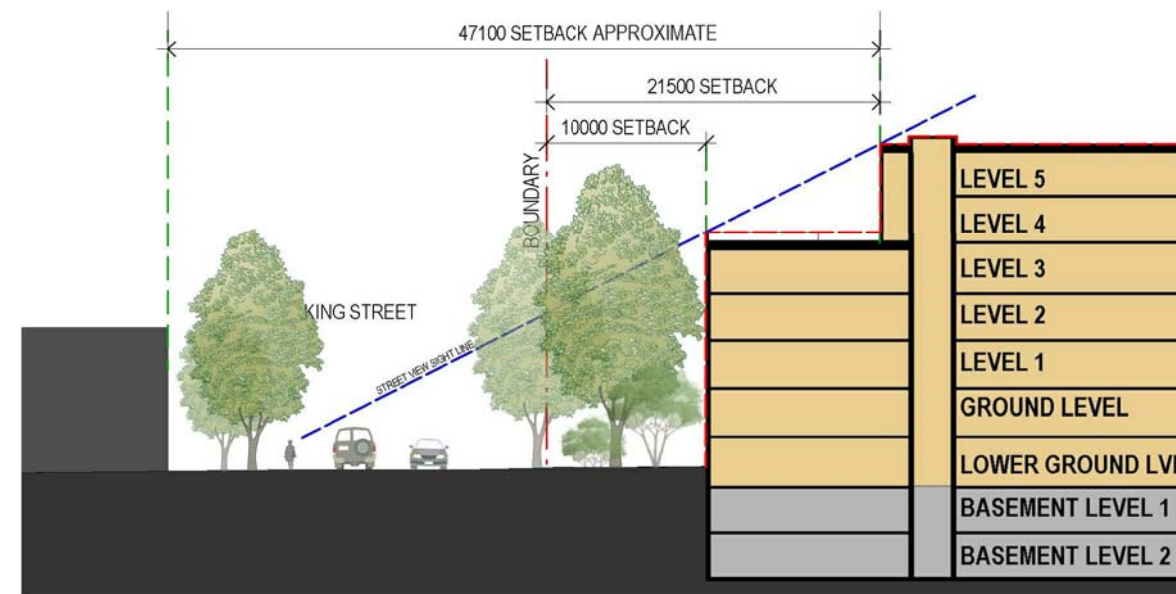 47100 SETBACK APPROXIMATE
21500 SETBACK
10000 SETBACK
BOUNDARY
KING STREET
STREET VIEW SIGHT LINE
LEVEL 5
LEVEL 4
LEVEL 3
LEVEL 2
LEVEL 1
GROUND LEVEL
LOWER GROUND
BASEMENT LEVEL 1
BASEMENT LEVEL 2